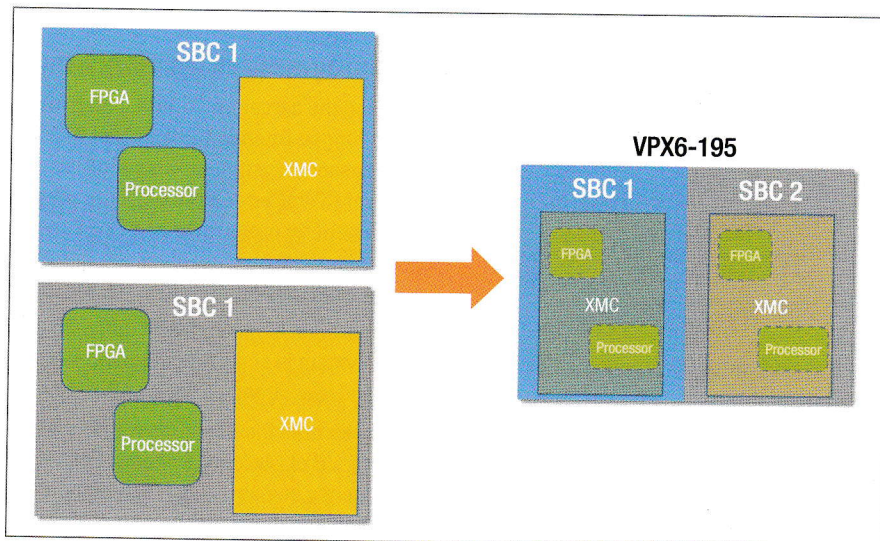 SBC 1
FPGA
Processor
XMC
SBC 1
FPGA
Processor
XMC
VPX6-195
SBC 1
FPGA
XMC
Processor
SBC 2
FPGA
XMC
Processor